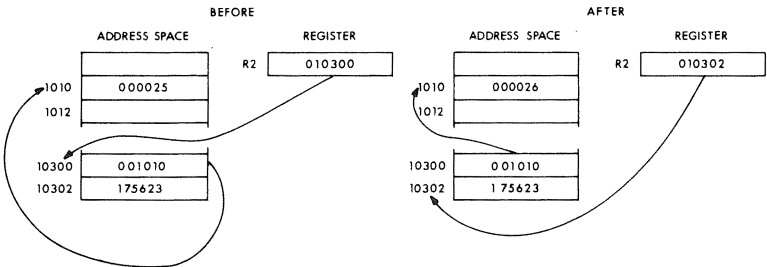 BEFORE AFTER
ADDRESS SPACE REGISTER ADDRESS SPACE REGISTER
R2 010300 R2 010302
1010 000025 1010 000026
1012 1012
10300 001010 10300 001010
10302 175623 10302 175623